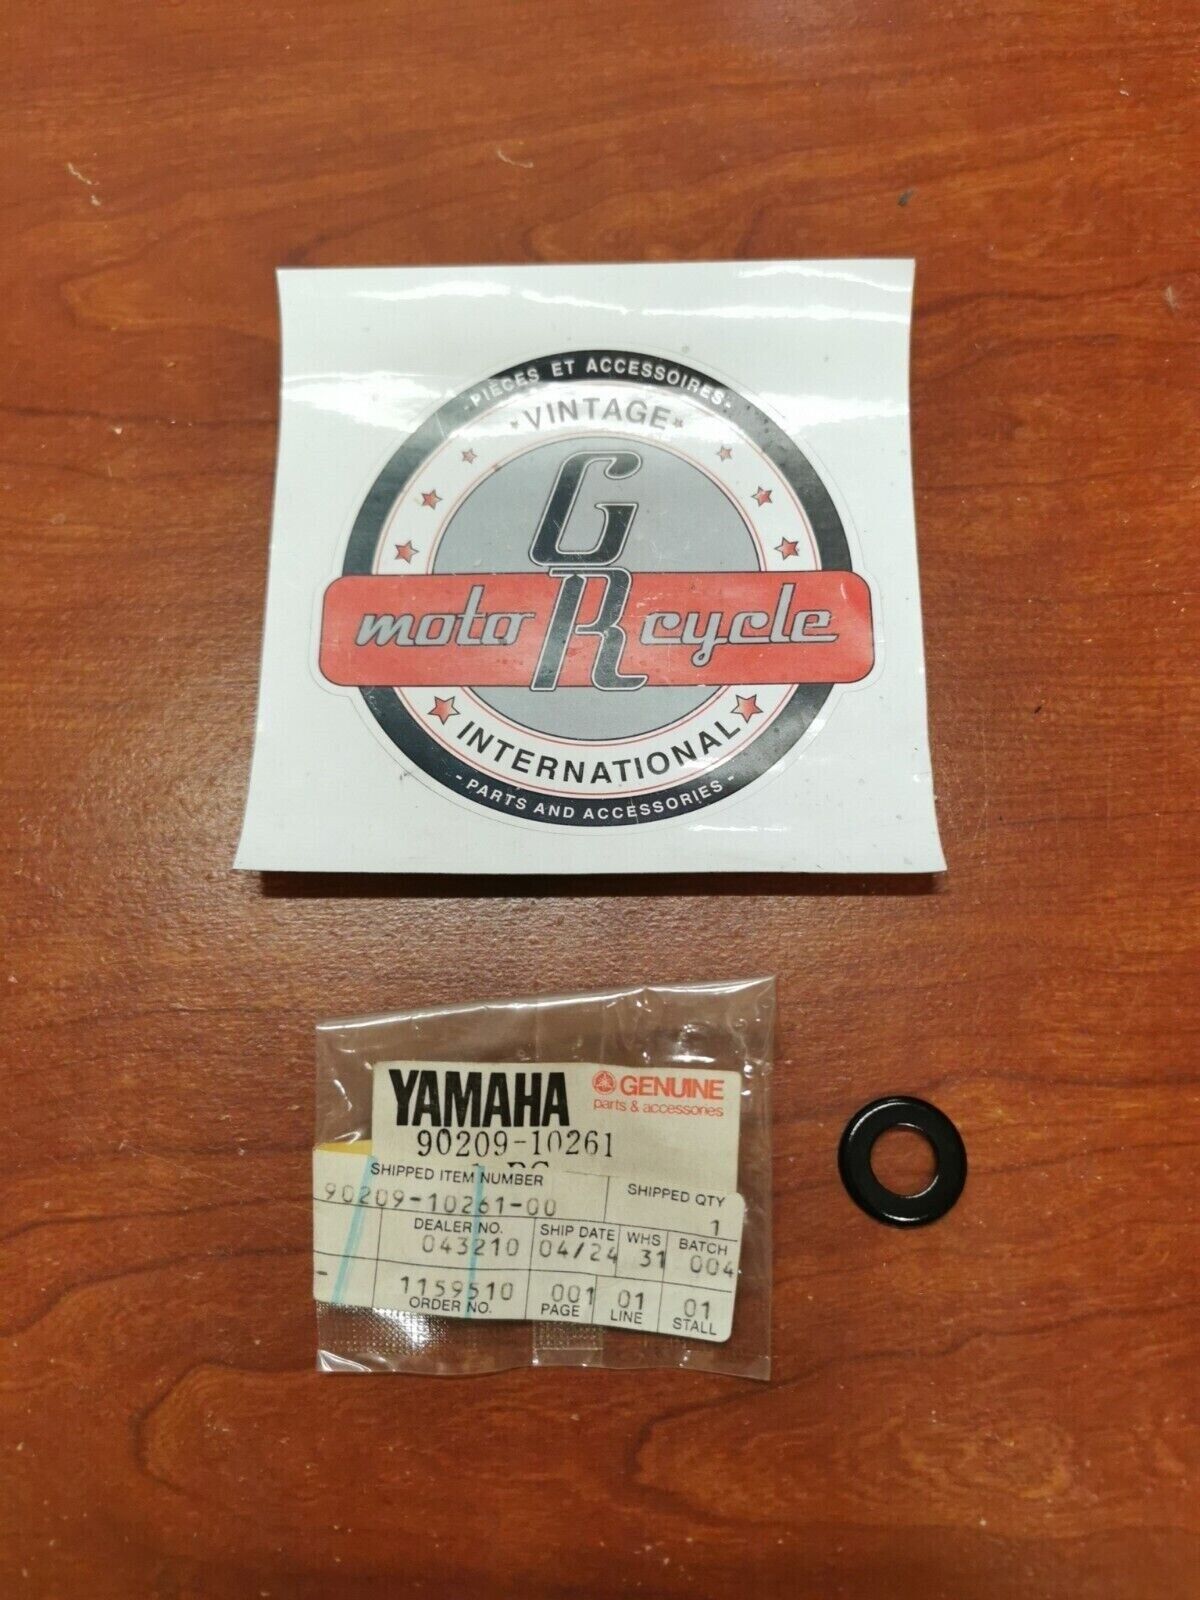 -PIÈCES ET ACCESSOIRES-
VINTAGE
G
moto R cycle
INTERNATIONAL
-PARTS AND ACCESSORIES-
YAMAHA GENUINE
parts & accessories
90209-10261
SHIPPED ITEM NUMBER SHIPPED QTY
90209-10261-00 1
DEALER NO. SHIP DATE WHS BATCH
043210 04/24 31 004
1159510 001 01 01
ORDER NO. PAGE LINE STALL